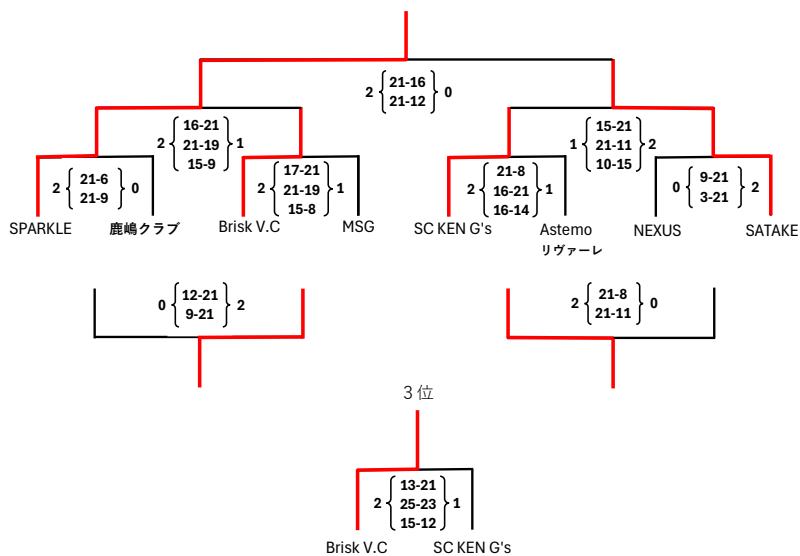 2 { 21-16 } 0
21-12
2 { 16-21 } 1
21-19
15-9
1 { 15-21 } 2
21-11
10-15
2 { 21-6 } 0
21-9
2 { 17-21 } 1
21-19
15-8
2 { 21-8 } 1
16-21
16-14
0 { 9-21 } 2
3-21
SPARKLE 鹿嶋クラブ Brisk V.C MSG SC KEN G's Astemo NEXUS SATAKE
リヴァーレ
0 { 12-21 } 2
9-21
2 { 21-8 } 0
21-11
3位
2 { 13-21 } 1
25-23
15-12
Brisk V.C SC KEN G's